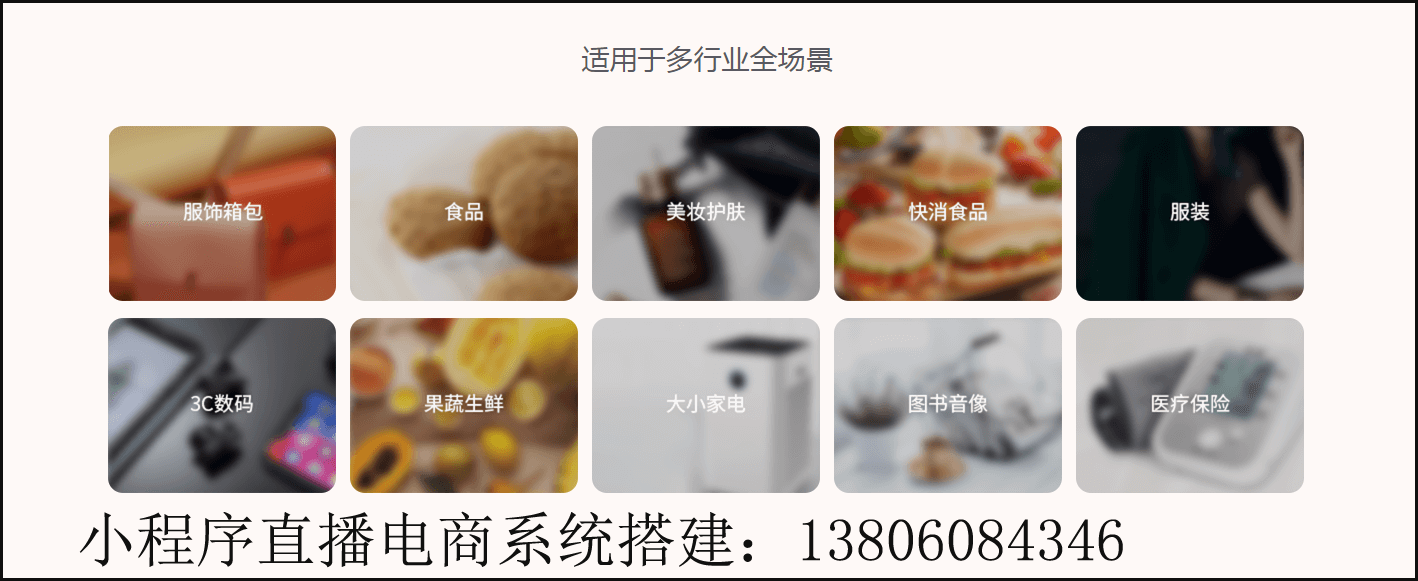 适用于多行业全场景
服饰箱包 食品 美妆护肤 快消食品 服装
3C数码 果蔬生鲜 大小家电 图书音像 医疗保险
小程序直播电商系统搭建：13806084346